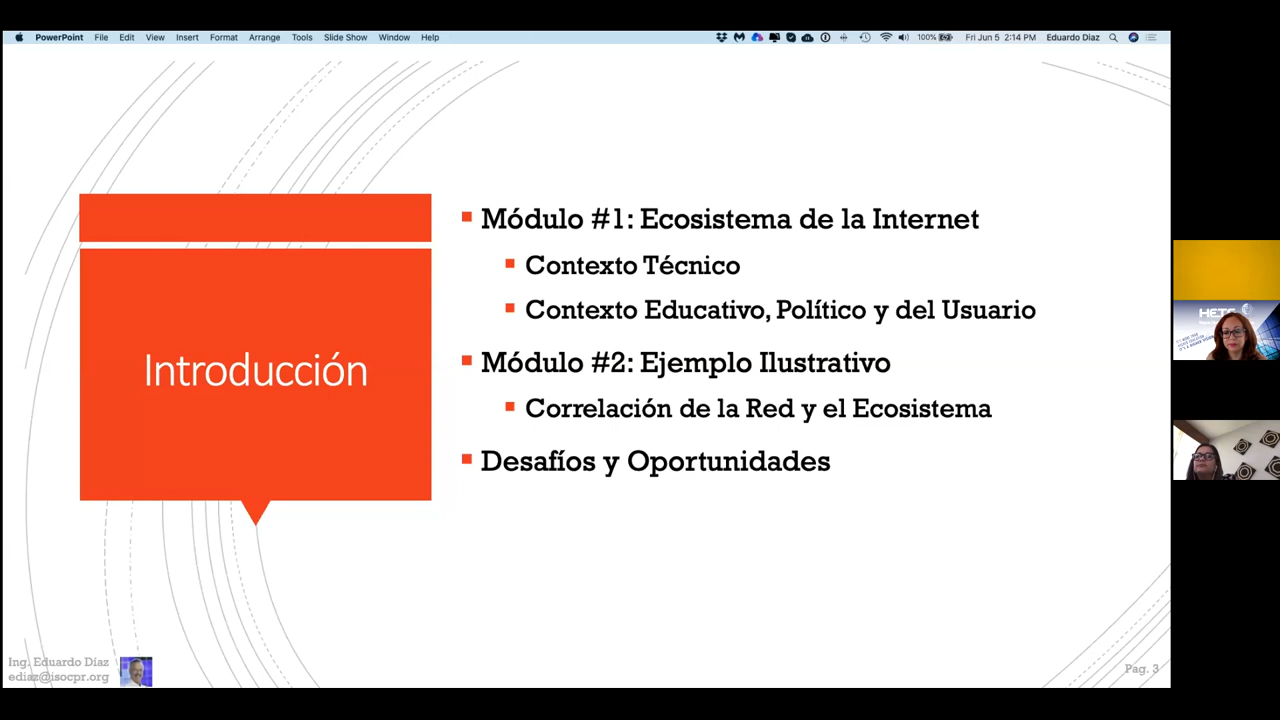 PowerPoint File Edit View Insert Format Arrange Tools Slide Show Window Help 100% Fri Jun 5 2:14 PM Eduardo Diaz
Introducción
Módulo #1: Ecosistema de la Internet
Contexto Técnico
Contexto Educativo, Político y del Usuario
Módulo #2: Ejemplo Ilustrativo
Correlación de la Red y el Ecosistema
Desafíos y Oportunidades
HETS
Ing. Eduardo Díaz
ediaz@isocpr.org
Pag. 3